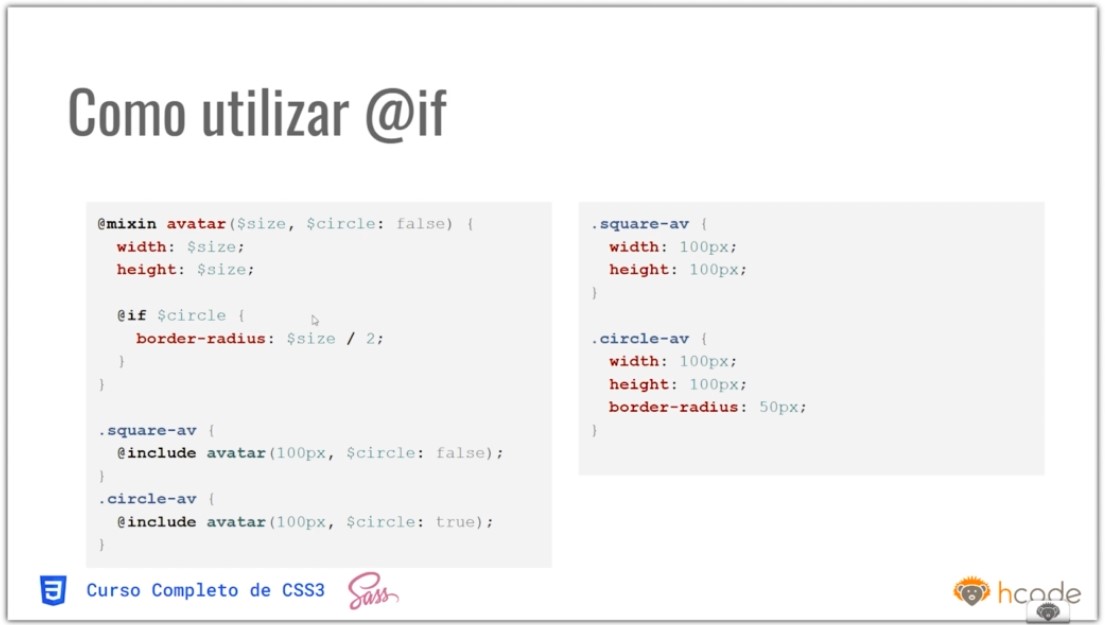 Como utilizar @if
@mixin avatar($size, $circle: false) {
width: $size;
height: $size;
@if $circle {
border-radius: $size / 2;
}
}
.square-av {
@include avatar(100px, $circle: false);
}
.circle-av {
@include avatar(100px, $circle: true);
}
.square-av {
width: 100px;
height: 100px;
}
.circle-av {
width: 100px;
height: 100px;
border-radius: 50px;
}
Curso Completo de CSS3
Sass
hcode